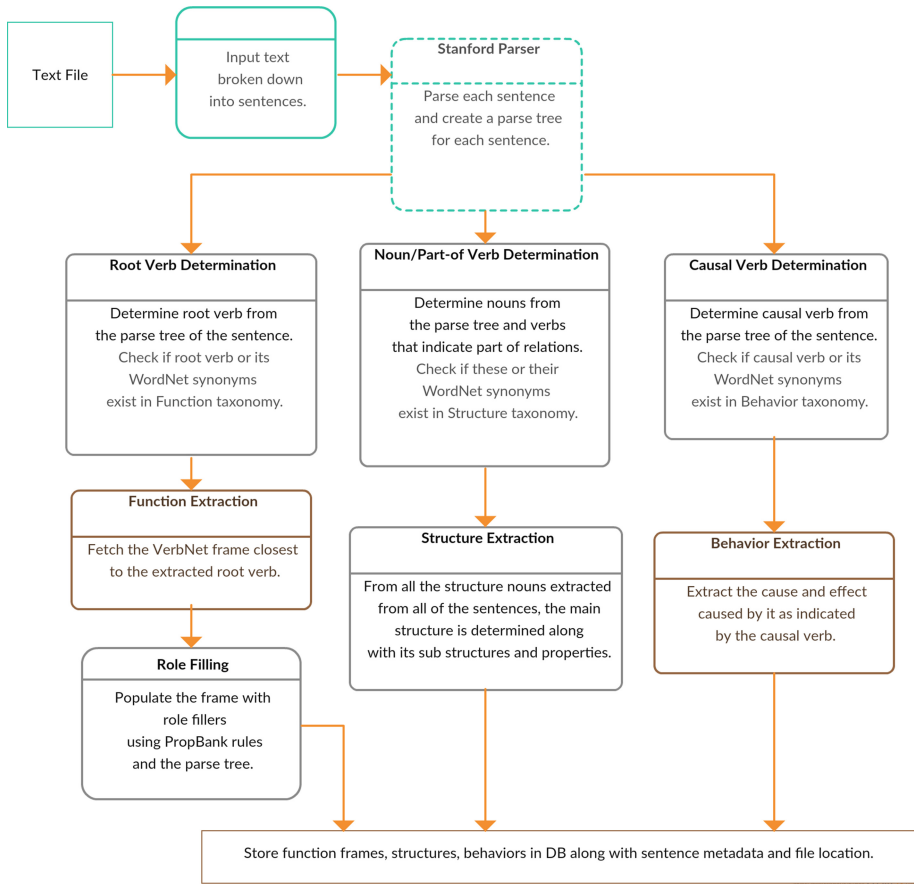 Text File
Input text
broken down
into sentences.
Stanford Parser
Parse each sentence
and create a parse tree
for each sentence.
Root Verb Determination
Determine root verb from
the parse tree of the sentence.
Check if root verb or its
WordNet synonyms
exist in Function taxonomy.
Noun/Part-of Verb Determination
Determine nouns from
the parse tree and verbs
that indicate part of relations.
Check if these or their
WordNet synonyms
exist in Structure taxonomy.
Causal Verb Determination
Determine causal verb from
the parse tree of the sentence.
Check if causal verb or its
WordNet synonyms
exist in Behavior taxonomy.
Function Extraction
Fetch the VerbNet frame closest
to the extracted root verb.
Structure Extraction
From all the structure nouns extracted
from all of the sentences, the main
structure is determined along
with its sub structures and properties.
Behavior Extraction
Extract the cause and effect
caused by it as indicated
by the causal verb.
Role Filling
Populate the frame with
role fillers
using PropBank rules
and the parse tree.
Store function frames, structures, behaviors in DB along with sentence metadata and file location.